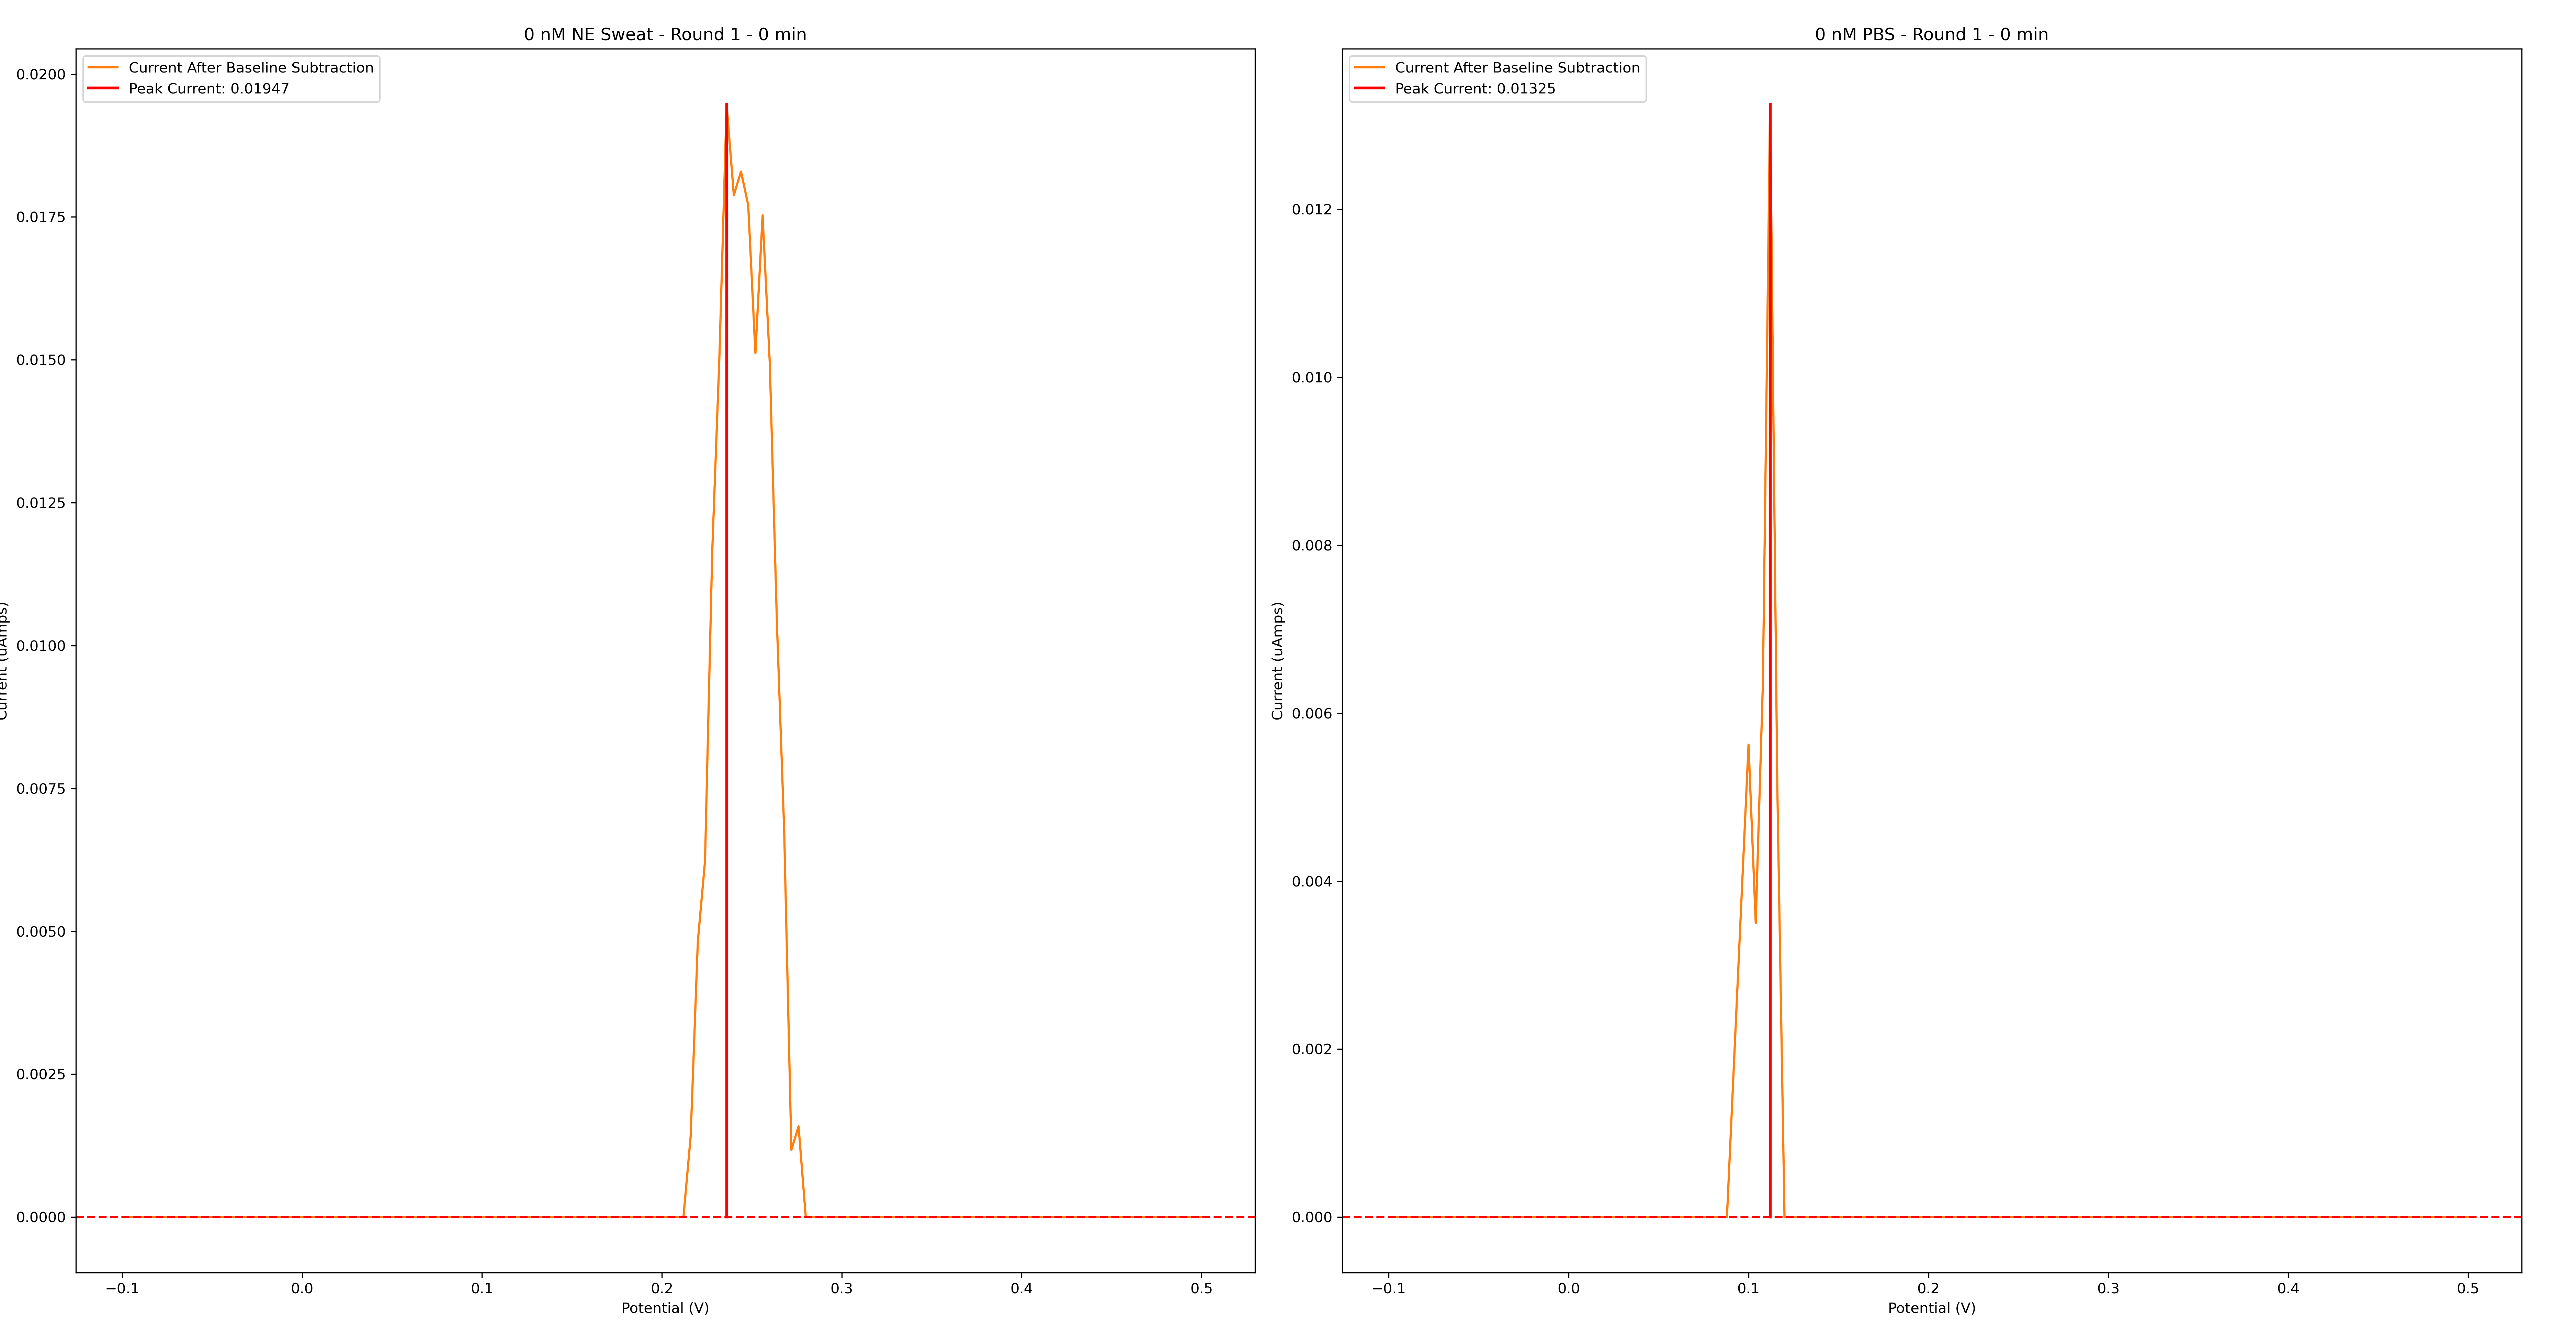 0 nM NE Sweat - Round 1 - 0 min
Current After Baseline Subtraction
Peak Current: 0.01947
0.0200
0.0175
0.0150
0.0125
0.0100
0.0075
0.0050
0.0025
0.0000
Current (uAmps)
−0.1 0.0 0.1 0.2 0.3 0.4 0.5
Potential (V)
0 nM PBS - Round 1 - 0 min
Current After Baseline Subtraction
Peak Current: 0.01325
0.012
0.010
0.008
0.006
0.004
0.002
0.000
Current (uAmps)
−0.1 0.0 0.1 0.2 0.3 0.4 0.5
Potential (V)